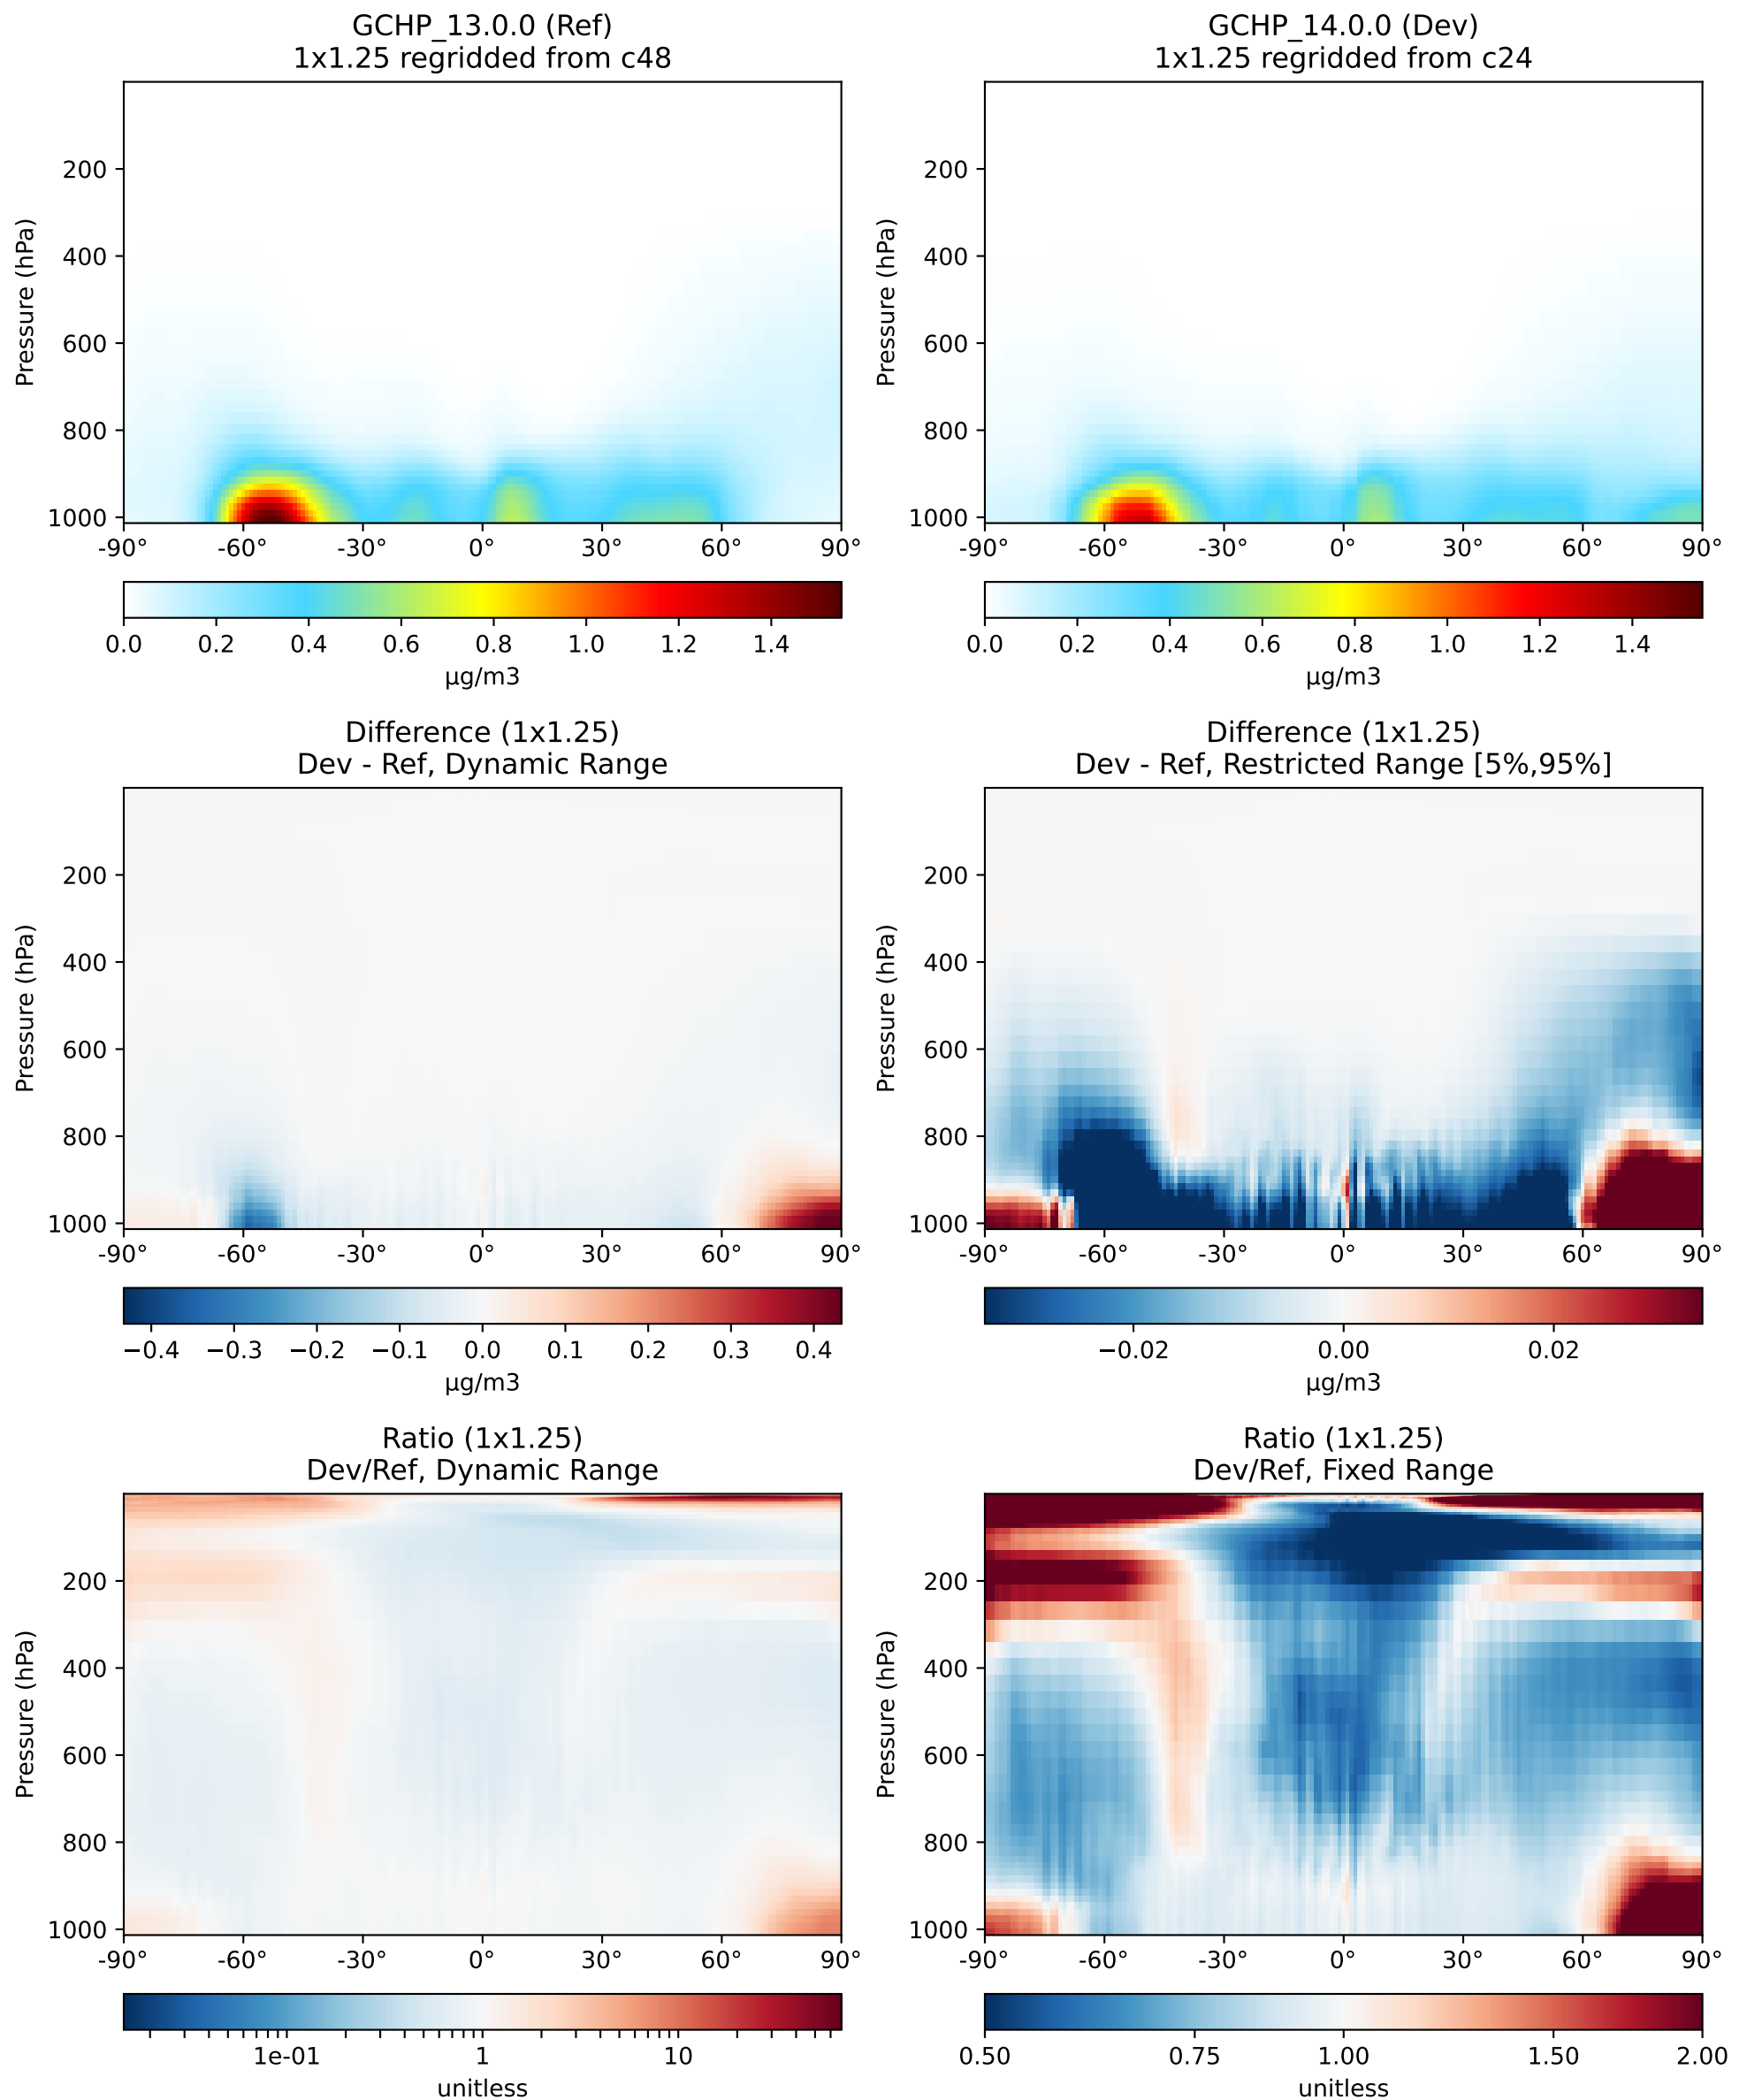 GCHP_13.0.0 (Ref)
1x1.25 regridded from c48
Pressure (hPa)
200
400
600
800
1000
-90° -60° -30° 0° 30° 60° 90°
0.0 0.2 0.4 0.6 0.8 1.0 1.2 1.4
μg/m3
GCHP_14.0.0 (Dev)
1x1.25 regridded from c24
Pressure (hPa)
200
400
600
800
1000
-90° -60° -30° 0° 30° 60° 90°
0.0 0.2 0.4 0.6 0.8 1.0 1.2 1.4
μg/m3
Difference (1x1.25)
Dev - Ref, Dynamic Range
Pressure (hPa)
200
400
600
800
1000
-90° -60° -30° 0° 30° 60° 90°
−0.4 −0.3 −0.2 −0.1 0.0 0.1 0.2 0.3 0.4
μg/m3
Difference (1x1.25)
Dev - Ref, Restricted Range [5%,95%]
Pressure (hPa)
200
400
600
800
1000
-90° -60° -30° 0° 30° 60° 90°
−0.02 0.00 0.02
μg/m3
Ratio (1x1.25)
Dev/Ref, Dynamic Range
Pressure (hPa)
200
400
600
800
1000
-90° -60° -30° 0° 30° 60° 90°
1e-01 1 10
unitless
Ratio (1x1.25)
Dev/Ref, Fixed Range
Pressure (hPa)
200
400
600
800
1000
-90° -60° -30° 0° 30° 60° 90°
0.50 0.75 1.00 1.50 2.00
unitless